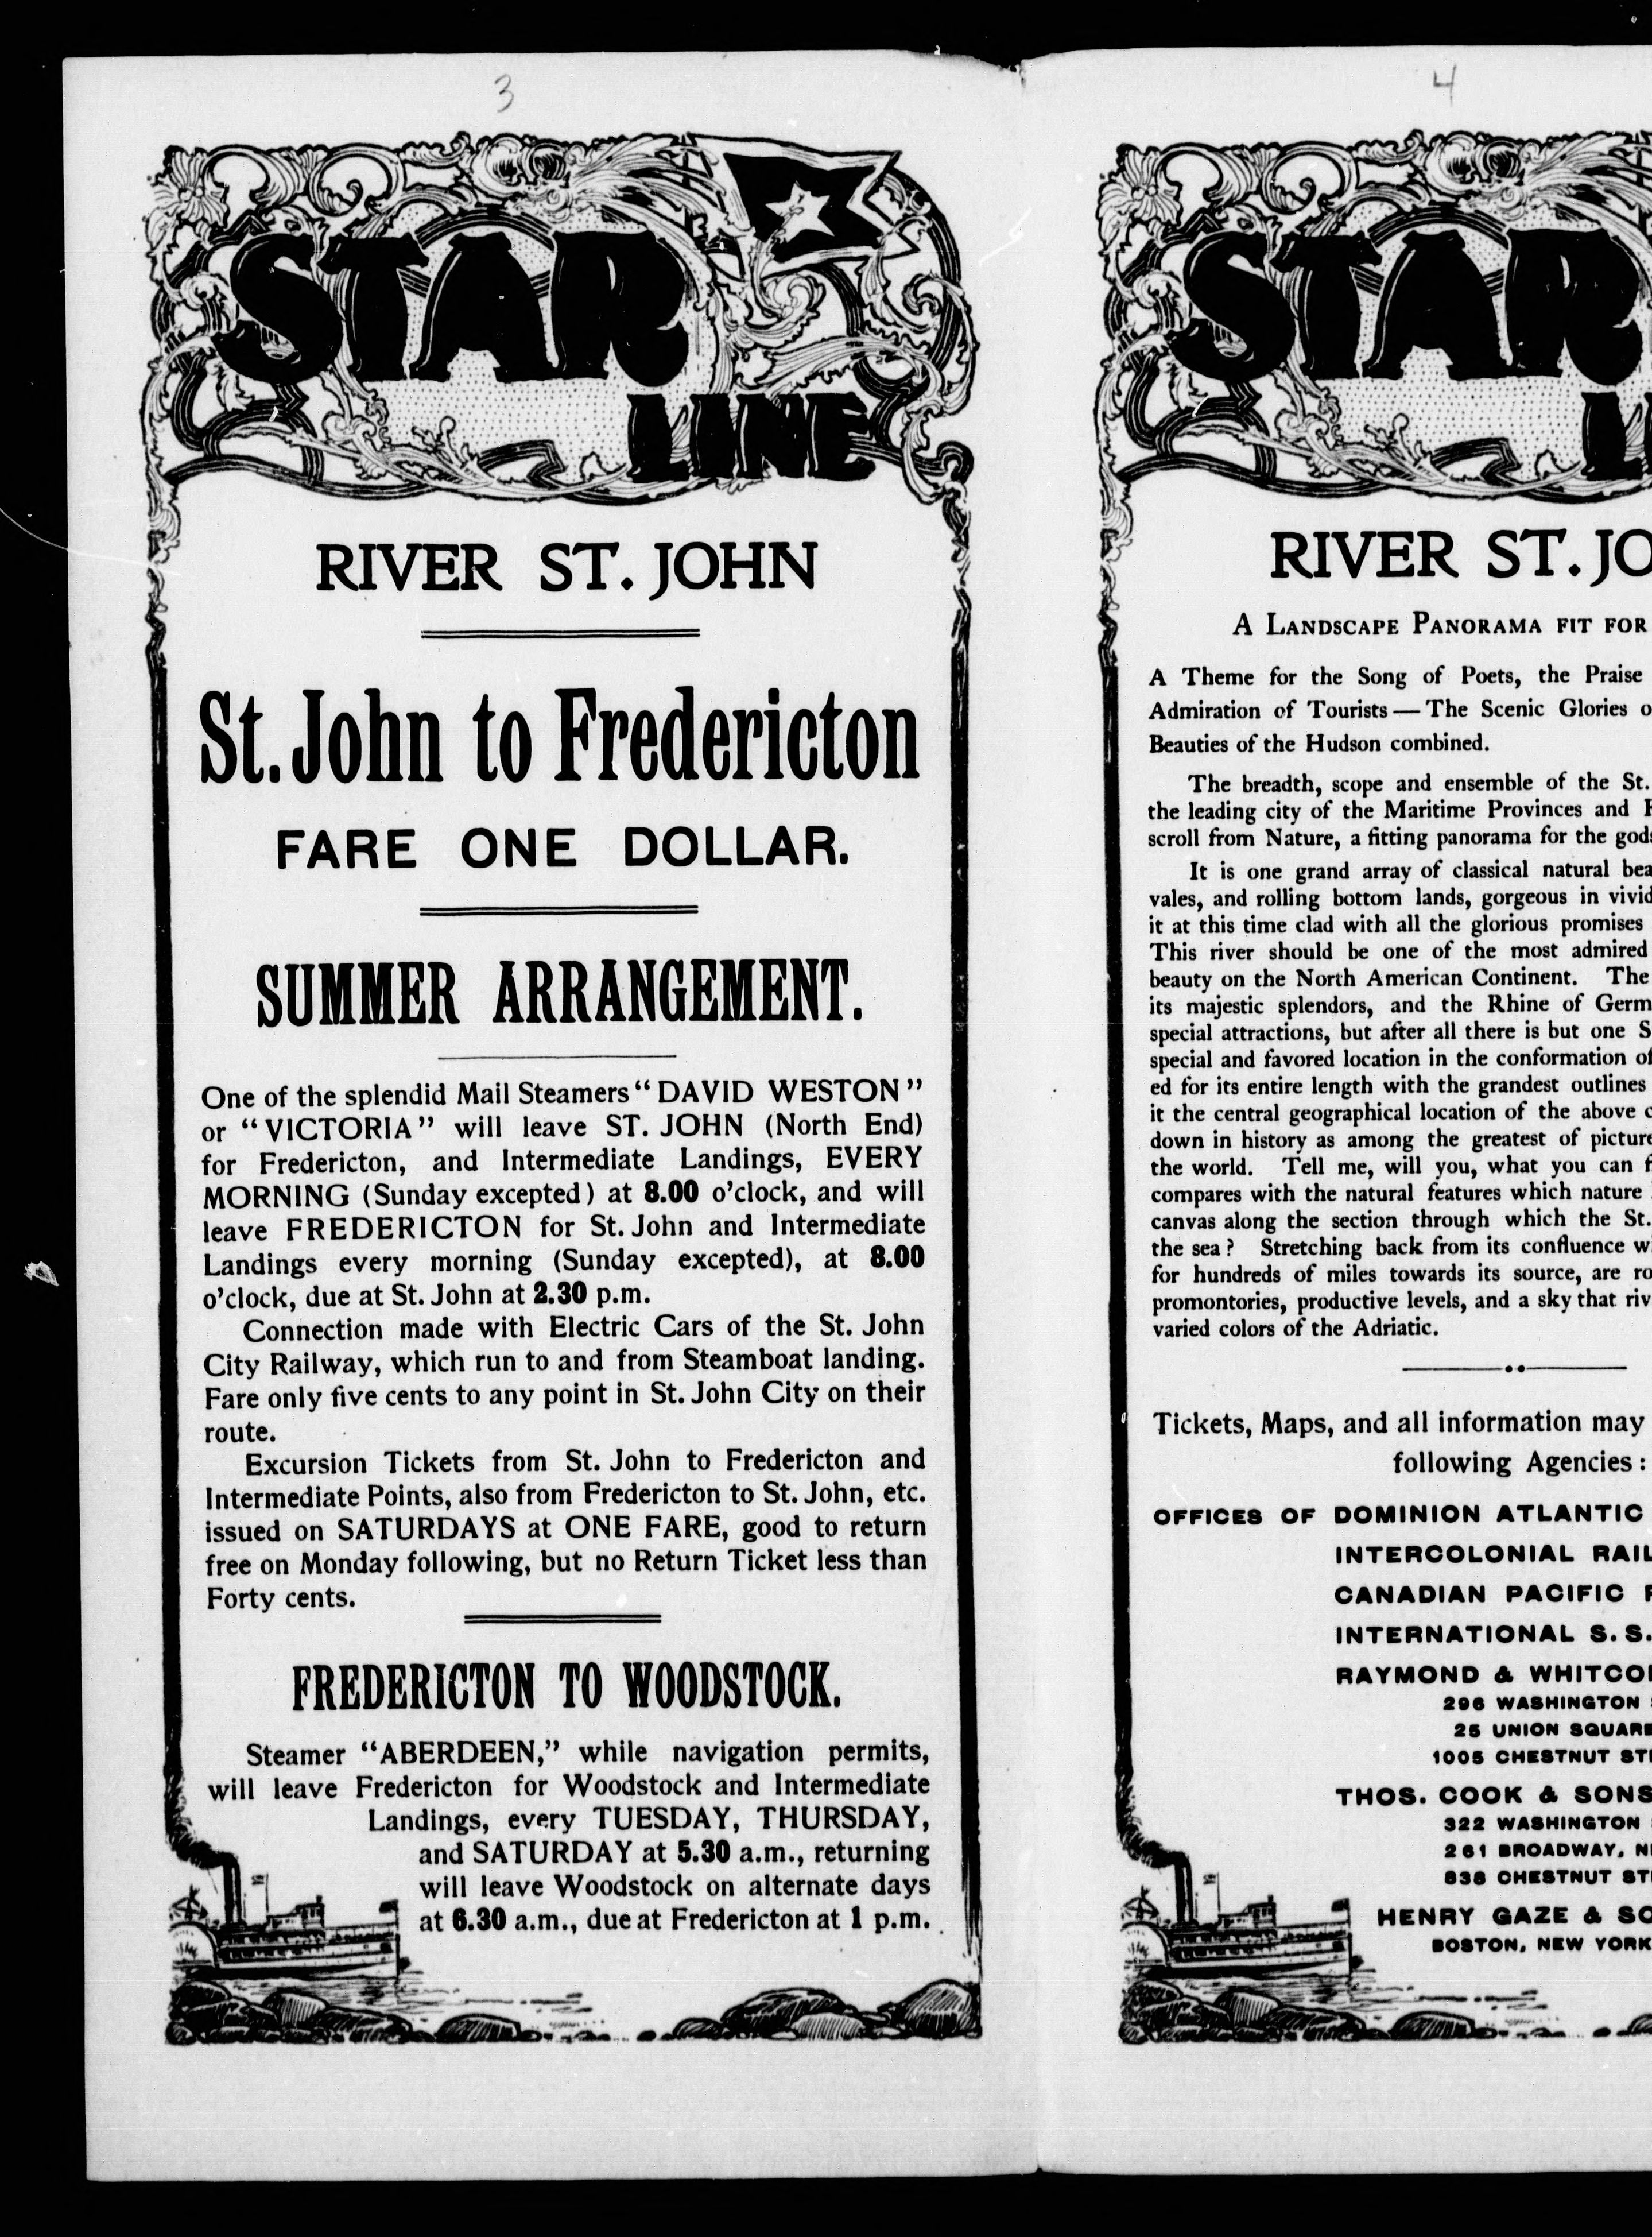 3
STAR
LINE
RIVER ST. JOHN
St. John to Fredericton
FARE ONE DOLLAR.
SUMMER ARRANGEMENT.
One of the splendid Mail Steamers "DAVID WESTON"
or "VICTORIA" will leave ST. JOHN (North End)
for Fredericton, and Intermediate Landings, EVERY
MORNING (Sunday excepted) at 8.00 o'clock, and will
leave FREDERICTON for St. John and Intermediate
Landings every morning (Sunday excepted), at 8.00
o'clock, due at St. John at 2.30 p.m.
Connection made with Electric Cars of the St. John
City Railway, which run to and from Steamboat landing.
Fare only five cents to any point in St. John City on their
route.
Excursion Tickets from St. John to Fredericton and
Intermediate Points, also from Fredericton to St. John, etc.
issued on SATURDAYS at ONE FARE, good to return
free on Monday following, but no Return Ticket less than
Forty cents.
FREDERICTON TO WOODSTOCK.
Steamer "ABERDEEN," while navigation permits,
will leave Fredericton for Woodstock and Intermediate
Landings, every TUESDAY, THURSDAY,
and SATURDAY at 5.30 a.m., returning
will leave Woodstock on alternate days
at 6.30 a.m., due at Fredericton at 1 p.m.
4
STAR
RIVER ST. JO
A LANDSCAPE PANORAMA FIT FOR
A Theme for the Song of Poets, the Praise
Admiration of Tourists — The Scenic Glories o
Beauties of the Hudson combined.
The breadth, scope and ensemble of the St.
the leading city of the Maritime Provinces and
scroll from Nature, a fitting panorama for the god
It is one grand array of classical natural bea
vales, and rolling bottom lands, gorgeous in vivid
it at this time clad with all the glorious promises
This river should be one of the most admired
beauty on the North American Continent. The
its majestic splendors, and the Rhine of Germ
special attractions, but after all there is but one S
special and favored location in the conformation of
ed for its entire length with the grandest outlines
it the central geographical location of the above c
down in history as among the greatest of picture
the world. Tell me, will you, what you can f
compares with the natural features which nature
canvas along the section through which the St.
the sea? Stretching back from its confluence w
for hundreds of miles towards its source, are ro
promontories, productive levels, and a sky that riv
varied colors of the Adriatic.
Tickets, Maps, and all information may
following Agencies:
OFFICES OF DOMINION ATLANTIC
INTERCOLONIAL RAIL
CANADIAN PACIFIC
INTERNATIONAL S. S.
RAYMOND & WHITCO
296 WASHINGTON
25 UNION SQUARE
1005 CHESTNUT ST
THOS. COOK & SONS
322 WASHINGTON
261 BROADWAY, N
838 CHESTNUT ST
HENRY GAZE & SO
BOSTON, NEW YORK